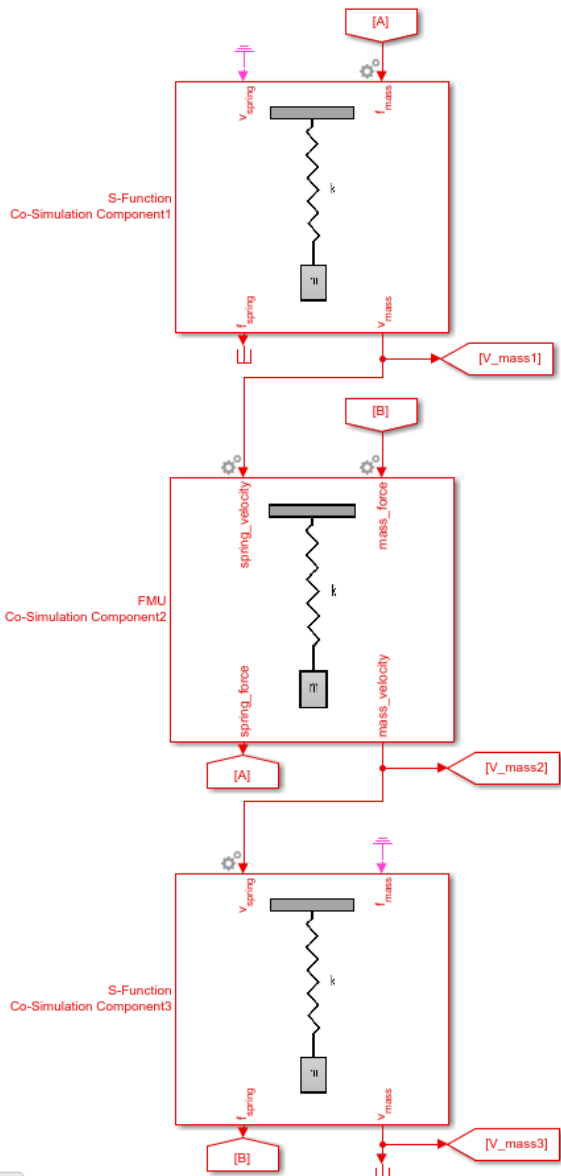 [A]
v_spring
f_mass
k
m
S-Function
Co-Simulation Component1
f_spring
v_mass
[V_mass1]
[B]
spring_velocity
mass_force
k
m
FMU
Co-Simulation Component2
spring_force
mass_velocity
[A]
[V_mass2]
v_spring
f_mass
k
m
S-Function
Co-Simulation Component3
f_spring
v_mass
[B]
[V_mass3]